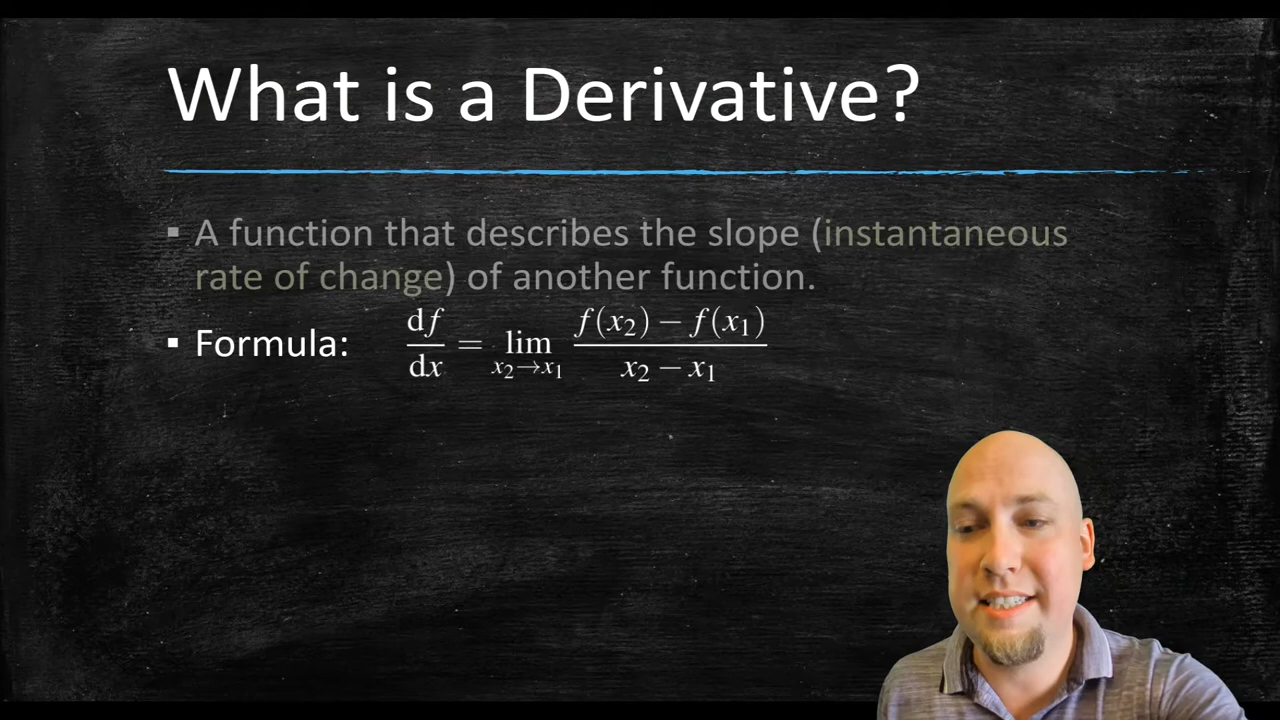 What is a Derivative?
▪ A function that describes the slope (instantaneous
rate of change) of another function.
▪ Formula: df/dx = lim x₂→x₁ f(x₂) − f(x₁) / x₂ − x₁